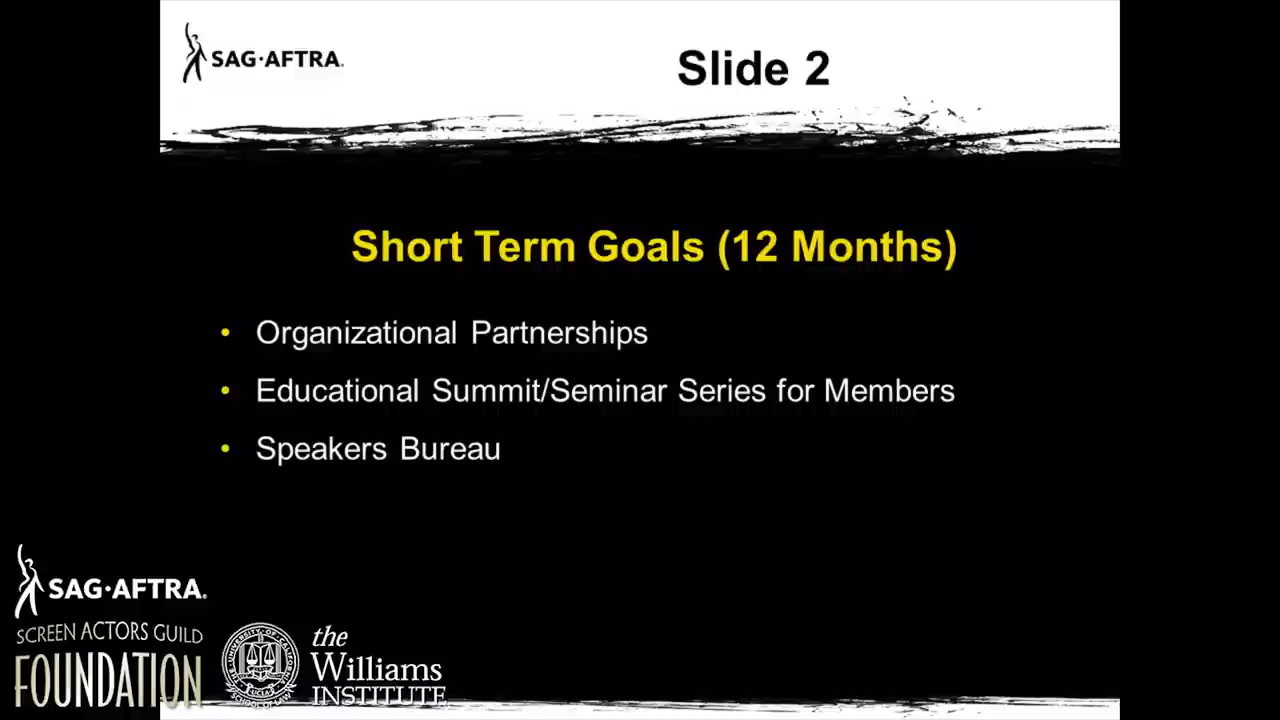 SAG·AFTRA.
Slide 2
Short Term Goals (12 Months)
• Organizational Partnerships
• Educational Summit/Seminar Series for Members
• Speakers Bureau
SAG·AFTRA.
SCREEN ACTORS GUILD
FOUNDATION
the
Williams
INSTITUTE